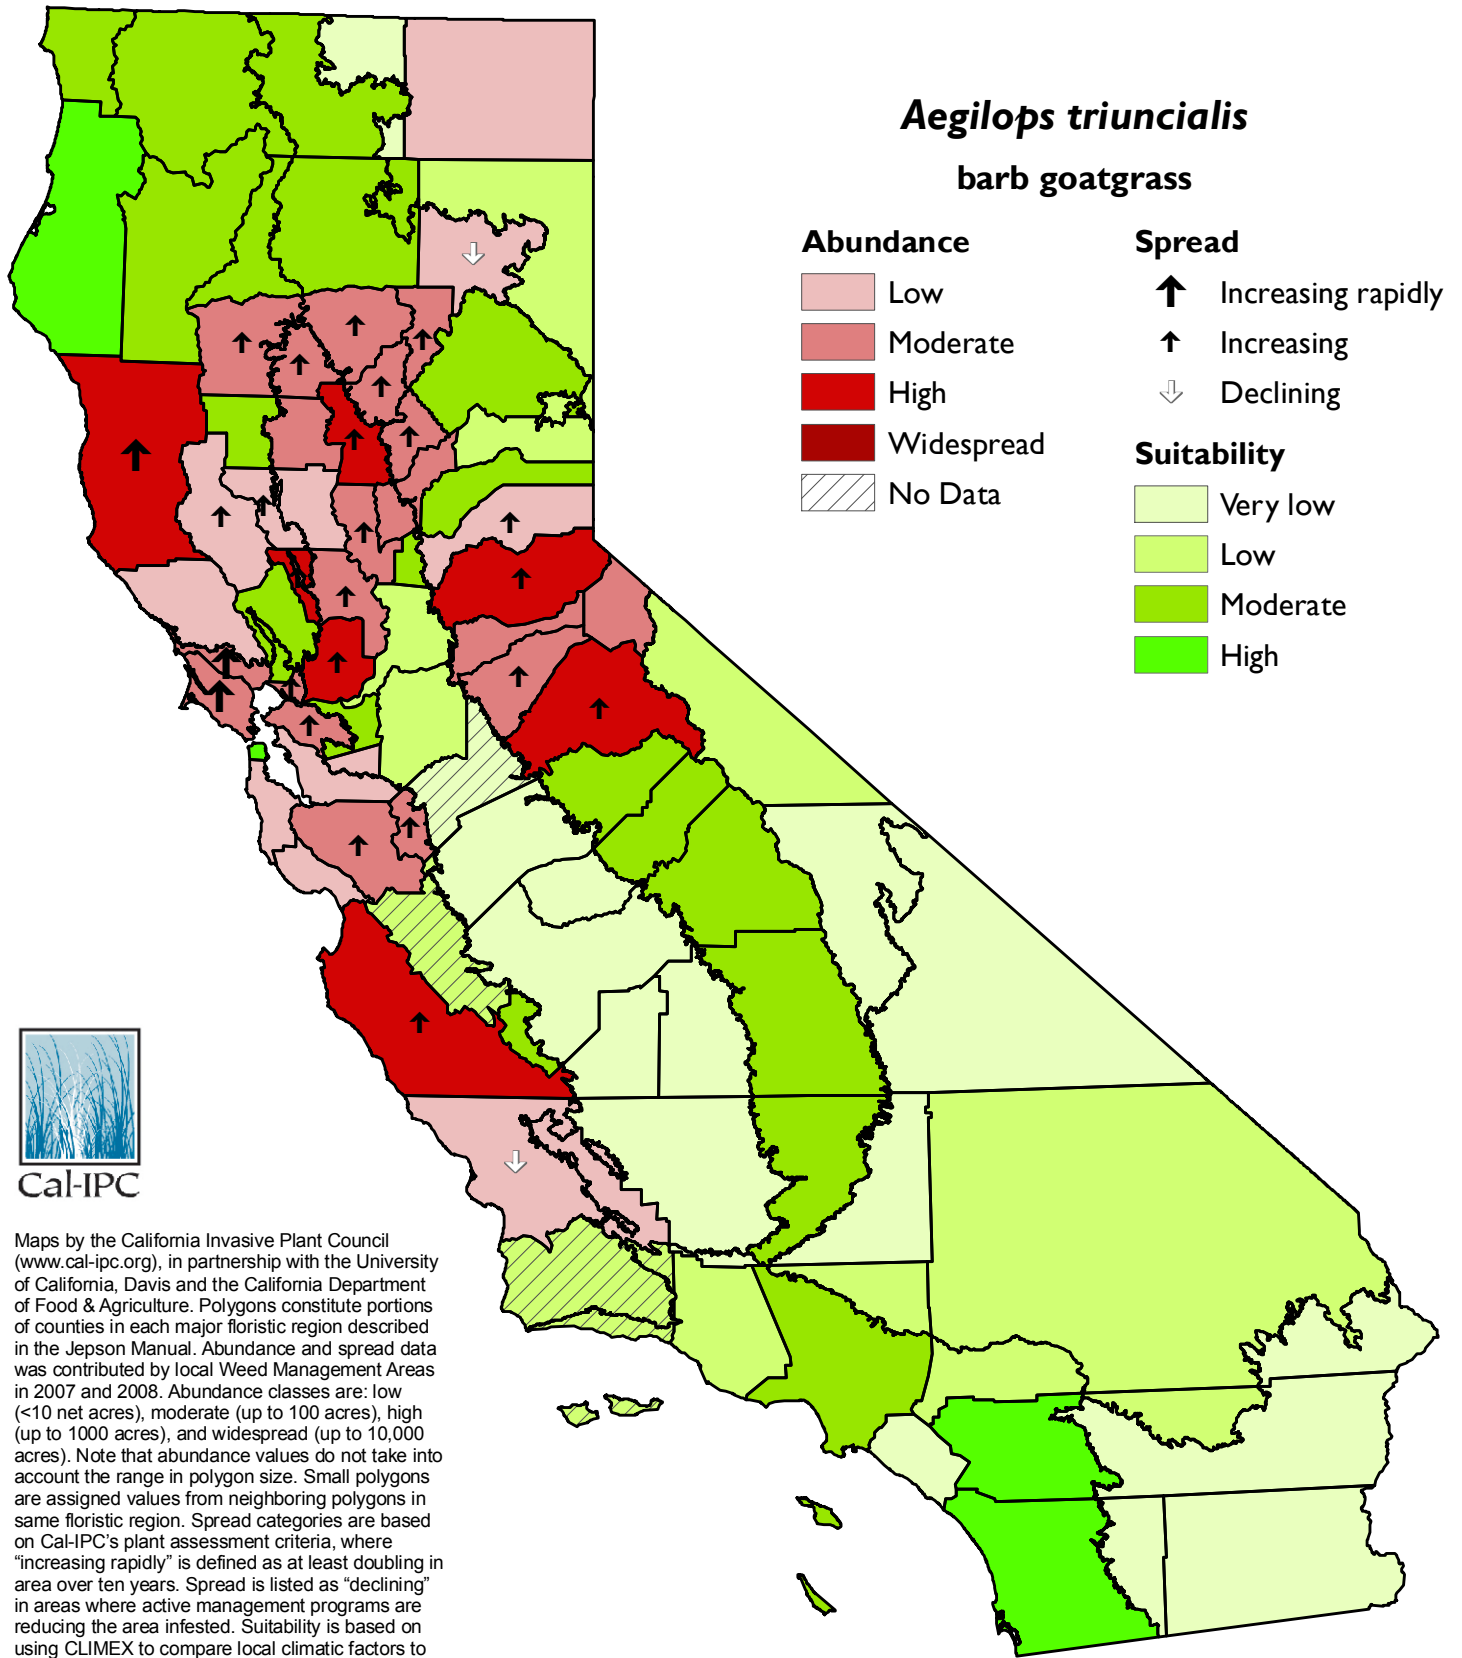 Aegilops triuncialis
barb goatgrass
Abundance
Low
Moderate
High
Widespread
No Data
Spread
Increasing rapidly
Increasing
Declining
Suitability
Very low
Low
Moderate
High
Cal-IPC
Maps by the California Invasive Plant Council
(www.cal-ipc.org), in partnership with the University
of California, Davis and the California Department
of Food & Agriculture. Polygons constitute portions
of counties in each major floristic region described
in the Jepson Manual. Abundance and spread data
was contributed by local Weed Management Areas
in 2007 and 2008. Abundance classes are: low
(<10 net acres), moderate (up to 100 acres), high
(up to 1000 acres), and widespread (up to 10,000
acres). Note that abundance values do not take into
account the range in polygon size. Small polygons
are assigned values from neighboring polygons in
same floristic region. Spread categories are based
on Cal-IPC’s plant assessment criteria, where
“increasing rapidly” is defined as at least doubling in
area over ten years. Spread is listed as “declining”
in areas where active management programs are
reducing the area infested. Suitability is based on
using CLIMEX to compare local climatic factors to